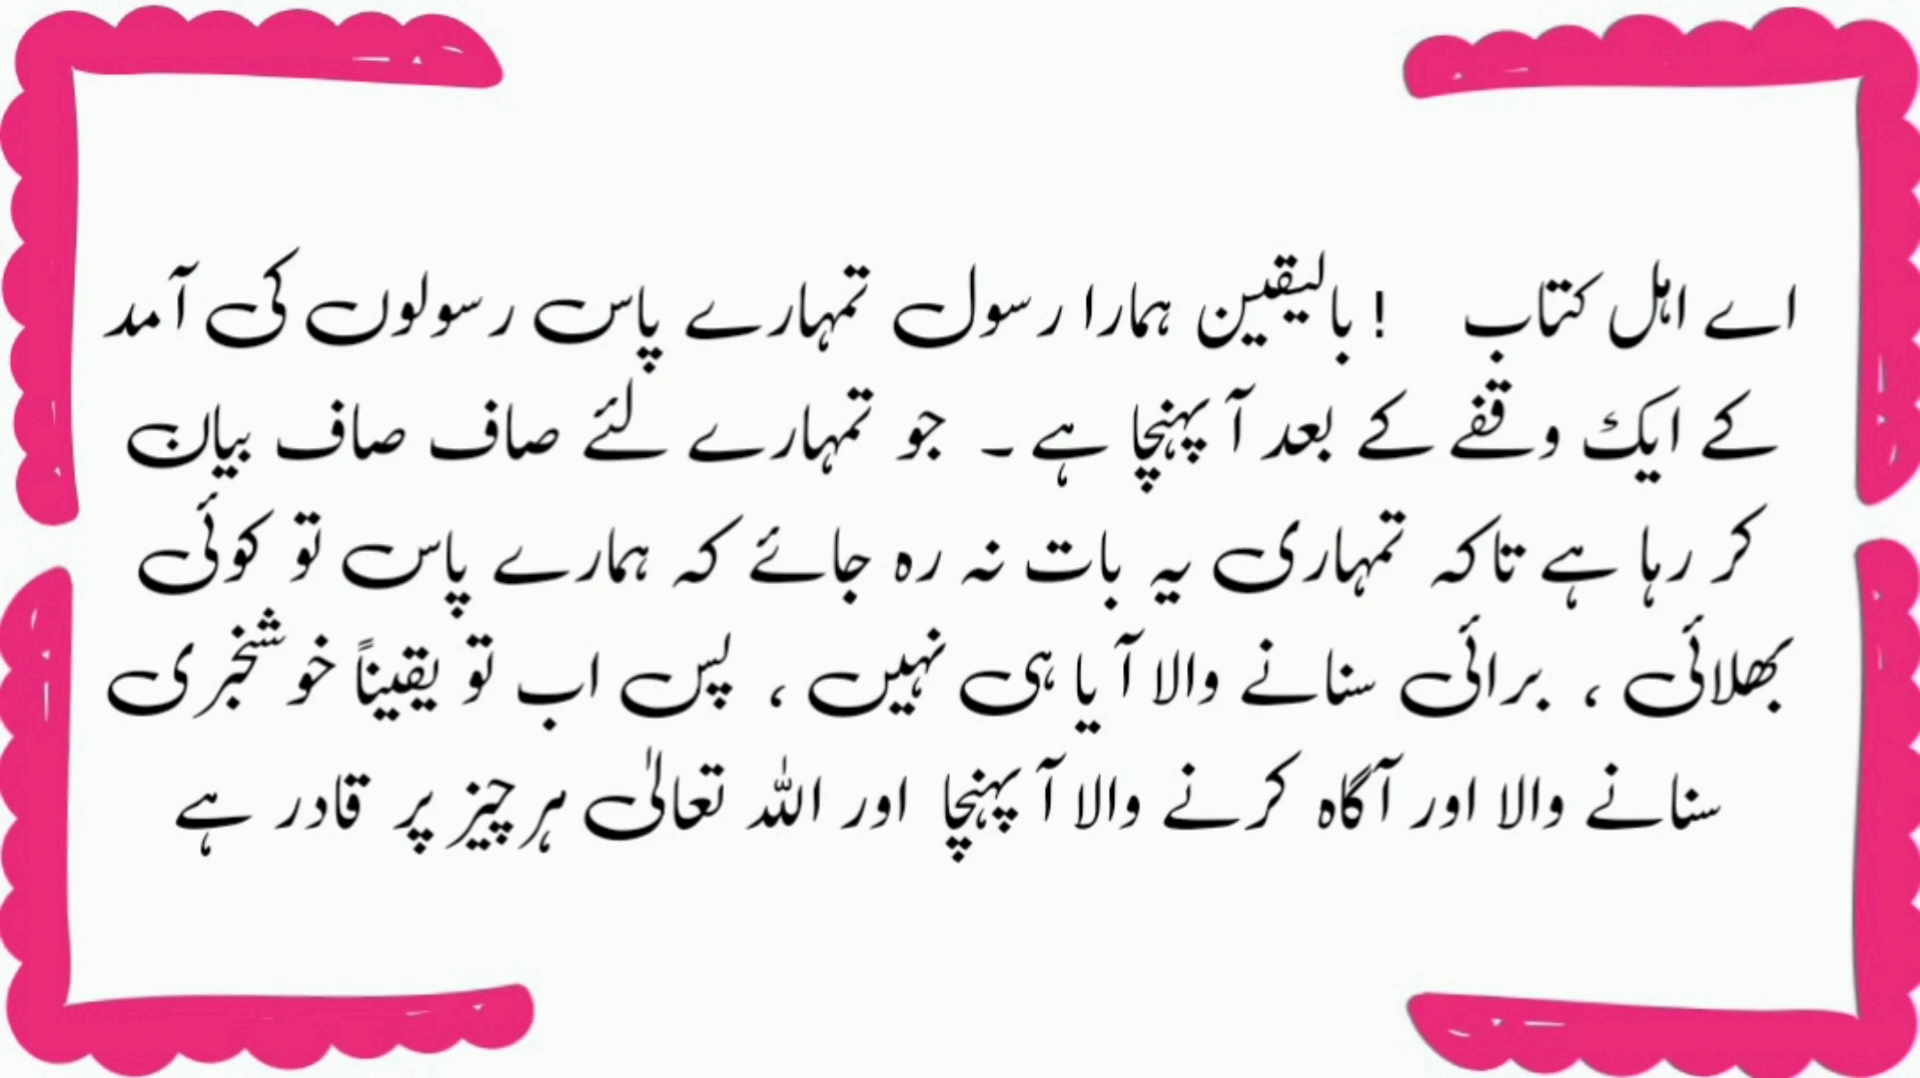 اے اہل کتاب ! بالیقین ہمارا رسول تمہارے پاس رسولوں کی آمد
کے ایک وقفے کے بعد آ پہنچا ہے ۔ جو تمہارے لئے صاف صاف بیان
کر رہا ہے تاکہ تمہاری یہ بات نہ رہ جائے کہ ہمارے پاس تو کوئی
بھلائی ، برائی سنانے والا آیا ہی نہیں ، پس اب تو یقیناً خوشخبری
سنانے والا اور آگاہ کرنے والا آ پہنچا اور اللہ تعالٰی ہر چیز پر قادر ہے